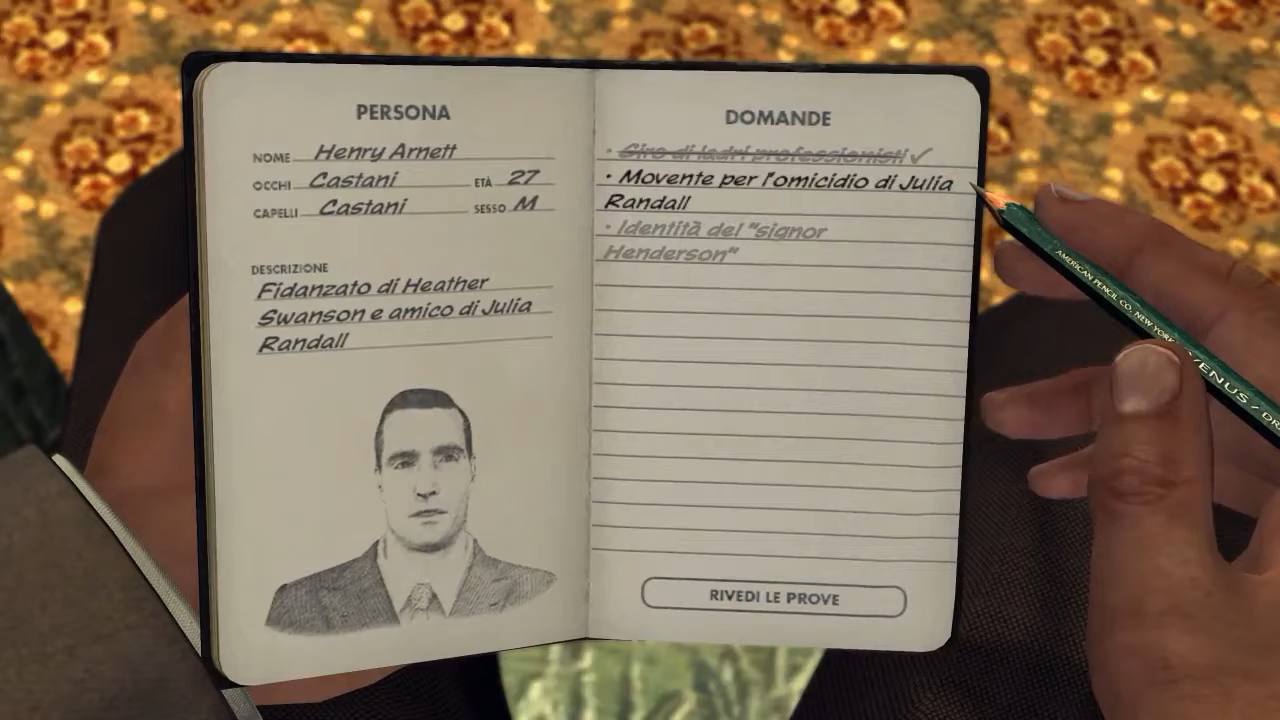 PERSONA
NOME Henry Arnett
OCCHI Castani ETÀ 27
CAPELLI Castani SESSO M
DESCRIZIONE
Fidanzato di Heather
Swanson e amico di Julia
Randall
DOMANDE
• Giro di ladri professionisti ✓
• Movente per l'omicidio di Julia
Randall
• Identità del "signor
Henderson"
RIVEDI LE PROVE
AMERICAN PENCIL CO. NEW YORK VENUS / DR